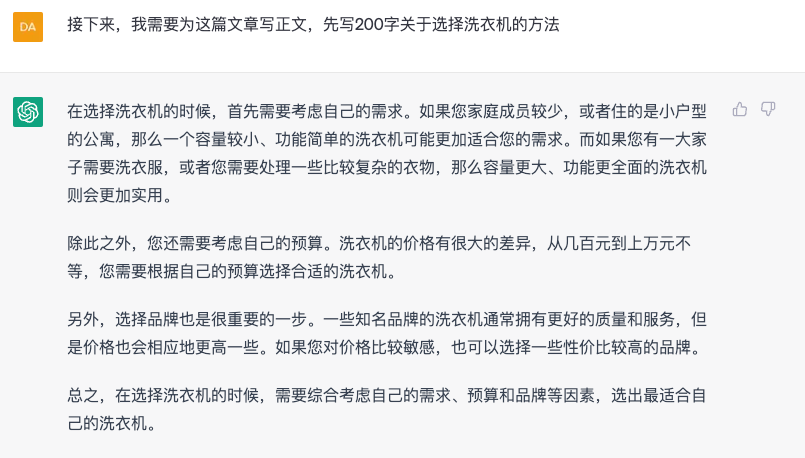 DA
接下来，我需要为这篇文章写正文，先写200字关于选择洗衣机的方法
在选择洗衣机的时候，首先需要考虑自己的需求。如果您家庭成员较少，或者住的是小户型
的公寓，那么一个容量较小、功能简单的洗衣机可能更加适合您的需求。而如果您有一大家
子需要洗衣服，或者您需要处理一些比较复杂的衣物，那么容量更大、功能更全面的洗衣机
则会更加实用。
除此之外，您还需要考虑自己的预算。洗衣机的价格有很大的差异，从几百元到上万元不
等，您需要根据自己的预算选择合适的洗衣机。
另外，选择品牌也是很重要的一步。一些知名品牌的洗衣机通常拥有更好的质量和服务，但
是价格也会相应地更高一些。如果您对价格比较敏感，也可以选择一些性价比较高的品牌。
总之，在选择洗衣机的时候，需要综合考虑自己的需求、预算和品牌等因素，选出最适合自
己的洗衣机。